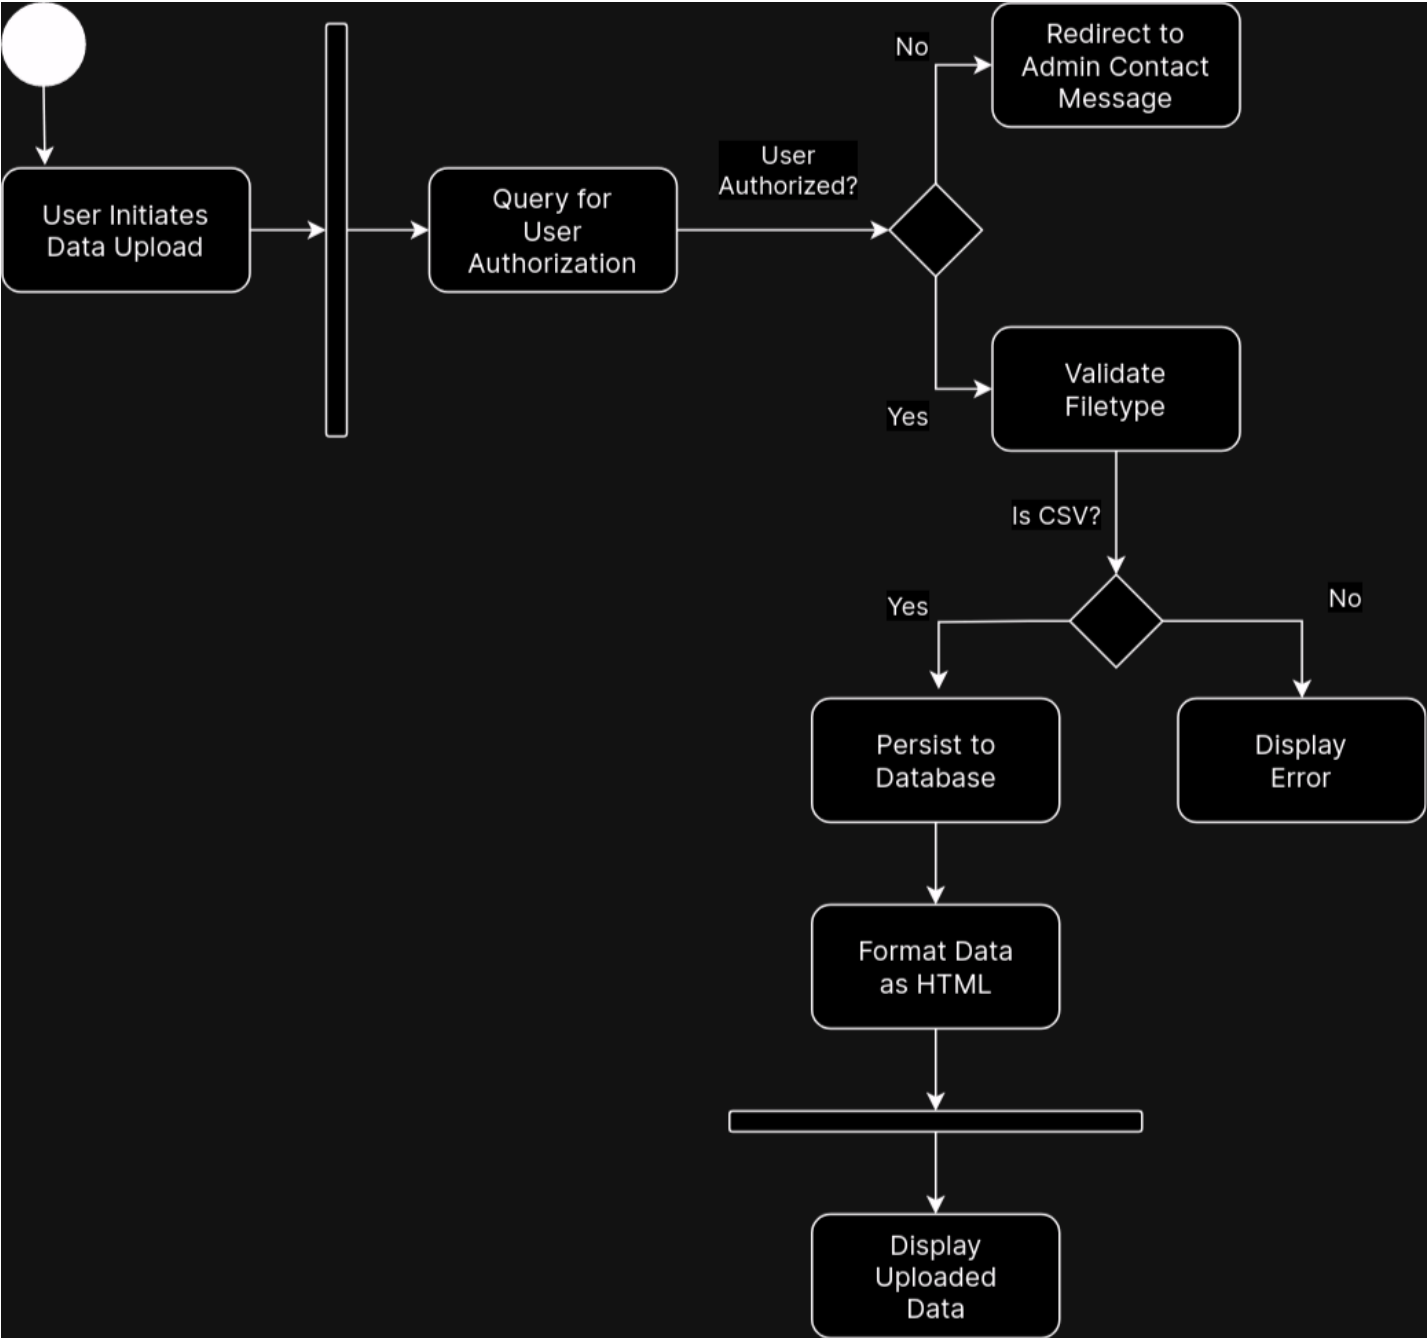 No
Redirect to
Admin Contact
Message
User
Authorized?
User Initiates
Data Upload
Query for
User
Authorization
Yes
Validate
Filetype
Is CSV?
Yes
No
Persist to
Database
Display
Error
Format Data
as HTML
Display
Uploaded
Data